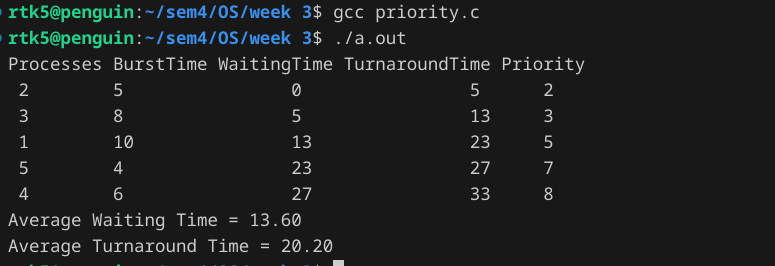 rtk5@penguin:~/sem4/OS/week 3$ gcc priority.c
rtk5@penguin:~/sem4/OS/week 3$ ./a.out
Processes BurstTime WaitingTime TurnaroundTime Priority
2 5 0 5 2
3 8 5 13 3
1 10 13 23 5
5 4 23 27 7
4 6 27 33 8
Average Waiting Time = 13.60
Average Turnaround Time = 20.20